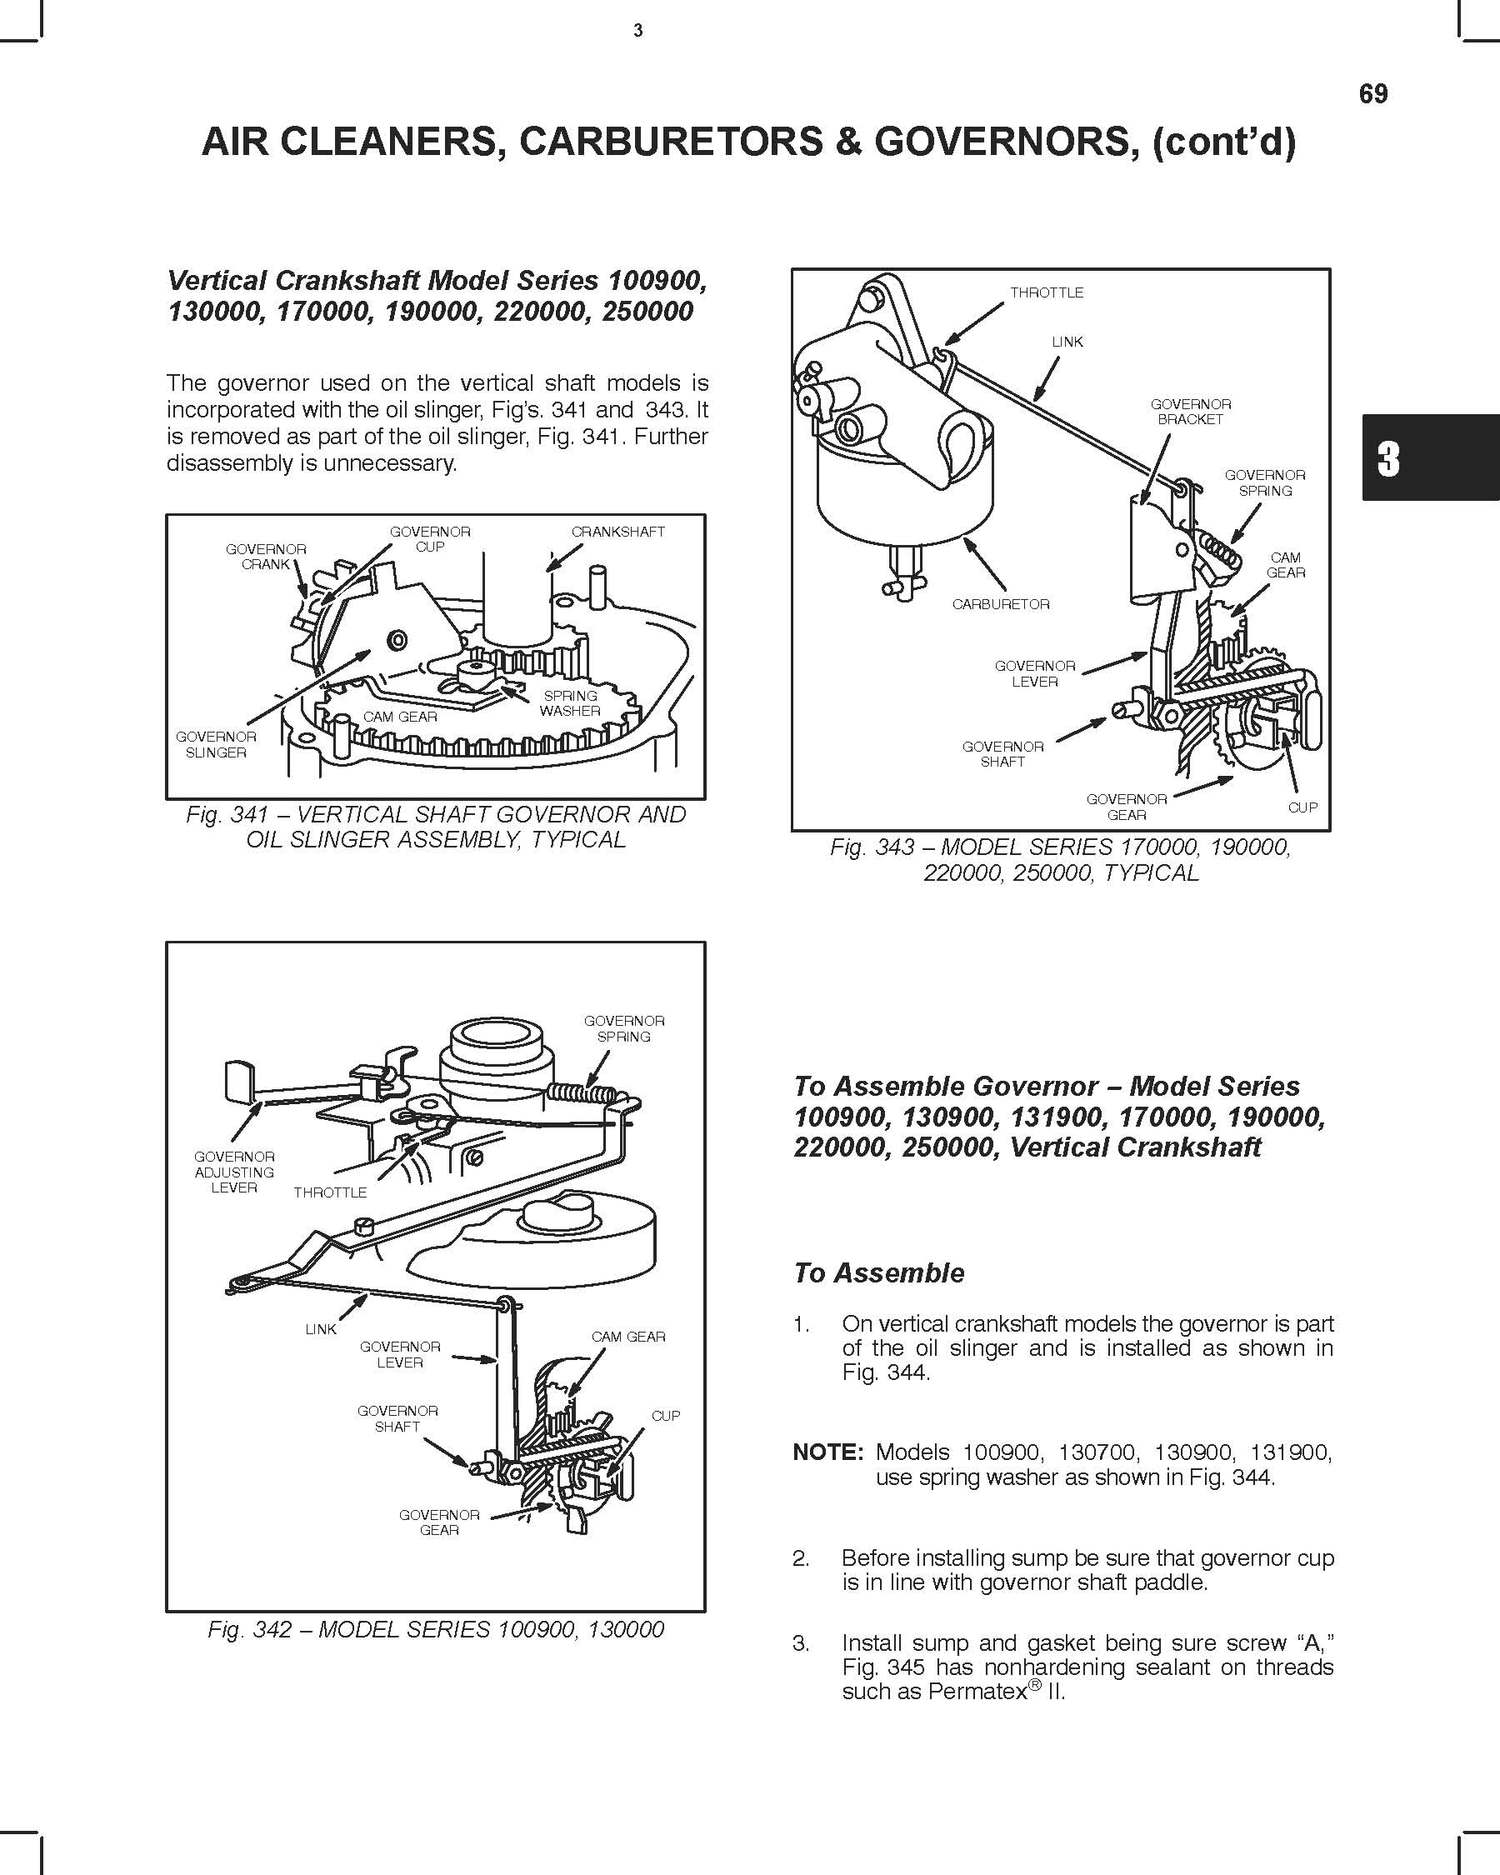 3
69
AIR CLEANERS, CARBURETORS & GOVERNORS, (cont’d)
Vertical Crankshaft Model Series 100900,
130000, 170000, 190000, 220000, 250000
The governor used on the vertical shaft models is
incorporated with the oil slinger, Fig’s. 341 and 343. It
is removed as part of the oil slinger, Fig. 341. Further
disassembly is unnecessary.
GOVERNOR
CRANK
GOVERNOR
CUP
CRANKSHAFT
SPRING
WASHER
CAM GEAR
GOVERNOR
SLINGER
Fig. 341 – VERTICAL SHAFT GOVERNOR AND
OIL SLINGER ASSEMBLY, TYPICAL
GOVERNOR
SPRING
GOVERNOR
ADJUSTING
LEVER
THROTTLE
LINK
GOVERNOR
LEVER
CAM GEAR
GOVERNOR
SHAFT
CUP
GOVERNOR
GEAR
Fig. 342 – MODEL SERIES 100900, 130000
THROTTLE
LINK
GOVERNOR
BRACKET
GOVERNOR
SPRING
CAM
GEAR
CARBURETOR
GOVERNOR
LEVER
GOVERNOR
SHAFT
GOVERNOR
GEAR
CUP
Fig. 343 – MODEL SERIES 170000, 190000,
220000, 250000, TYPICAL
3
To Assemble Governor – Model Series
100900, 130900, 131900, 170000, 190000,
220000, 250000, Vertical Crankshaft
To Assemble
1. On vertical crankshaft models the governor is part
of the oil slinger and is installed as shown in
Fig. 344.
NOTE: Models 100900, 130700, 130900, 131900,
use spring washer as shown in Fig. 344.
2. Before installing sump be sure that governor cup
is in line with governor shaft paddle.
3. Install sump and gasket being sure screw “A,”
Fig. 345 has nonhardening sealant on threads
such as Permatex® II.